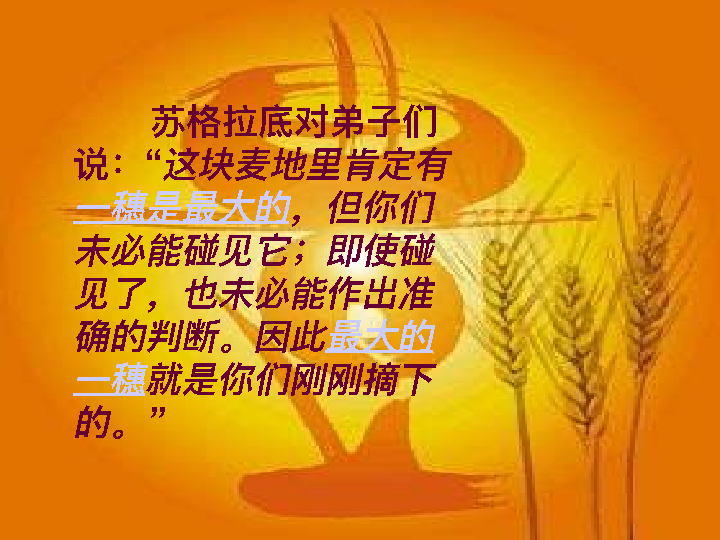 苏格拉底对弟子们
说：“这块麦地里肯定有
一穗是最大的，但你们
未必能碰见它；即使碰
见了，也未必能作出准
确的判断。因此最大的
一穗就是你们刚刚摘下
的。”